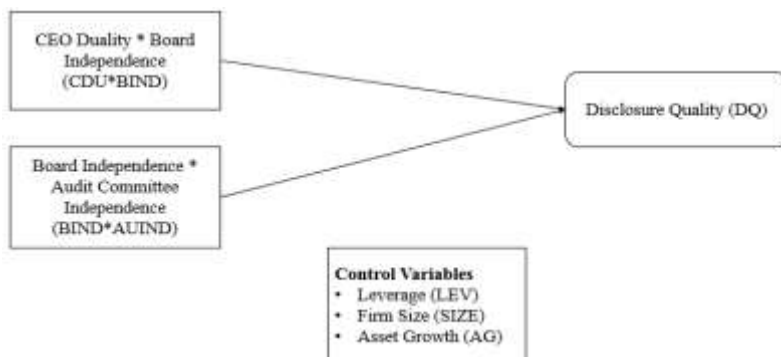 CEO Duality * Board
Independence
(CDU*BIND)
Disclosure Quality (DQ)
Board Independence *
Audit Committee
Independence
(BIND*AUIND)
Control Variables
• Leverage (LEV)
• Firm Size (SIZE)
• Asset Growth (AG)